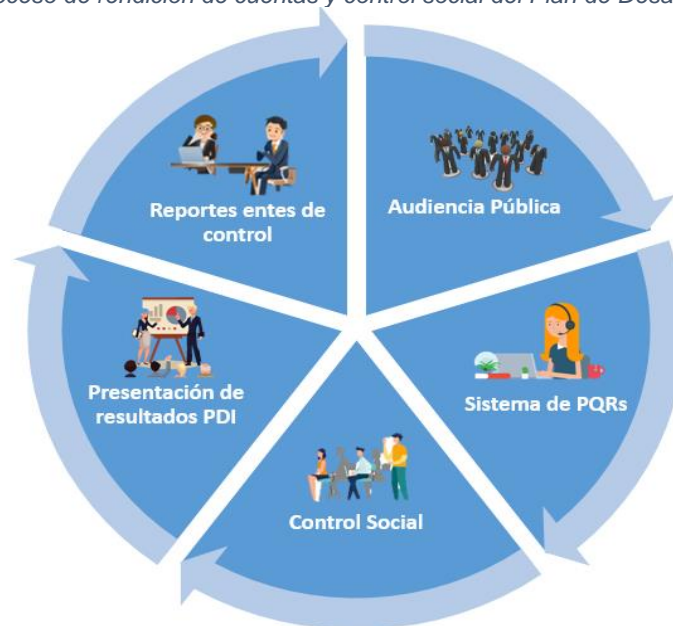 de rendición de cuentas y control social del Plan de
Audiencia Pública
Sistema de PQRs
Control Social
Presentación de
resultados PDI
Reportes entes de
control